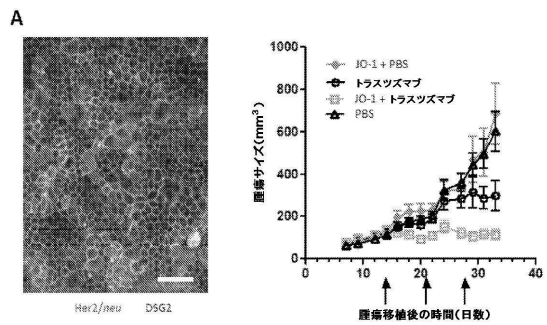 A
Her2/neu DSG2
JO-1 + PBS
トラスツズマブ
JO-1 + トラスツズマブ
PBS
腫瘍サイズ(mm³)
1000
800
600
400
200
0
0 10 20 30 40
腫瘍移植後の時間(日数)